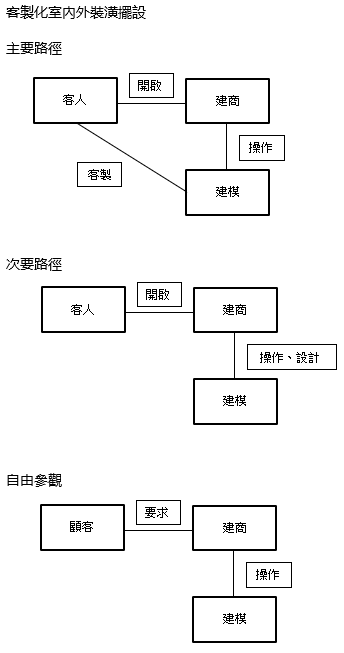 客製化室內外裝潢擺設
主要路徑
開啟
客人
建商
操作
客製
建模
次要路徑
開啟
客人
建商
操作、設計
建模
自由參觀
要求
顧客
建商
操作
建模